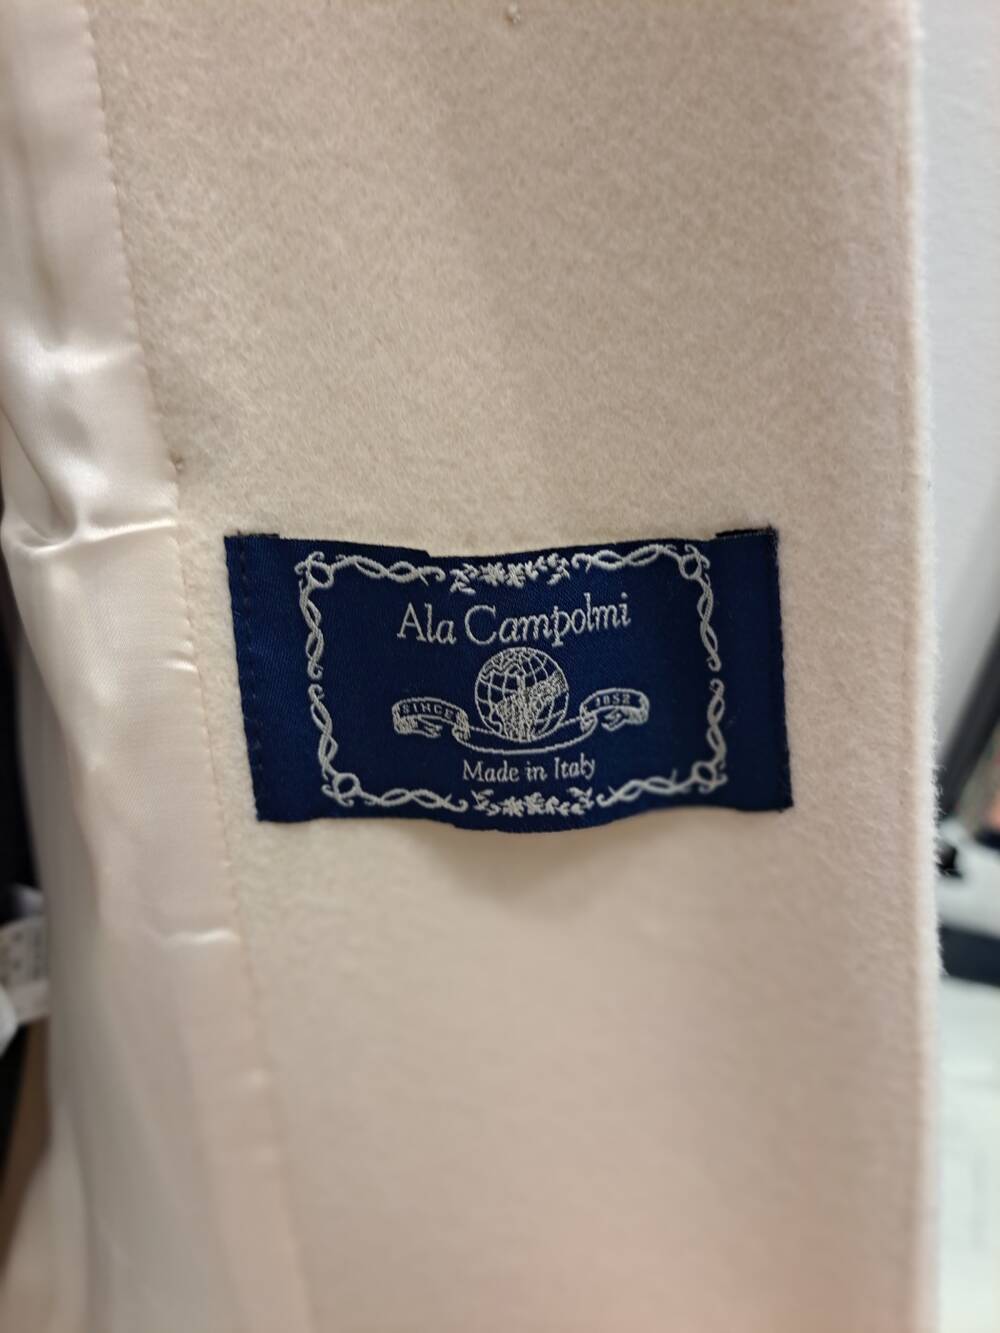 Ala Campolmi
SINCE 1852
Made in Italy